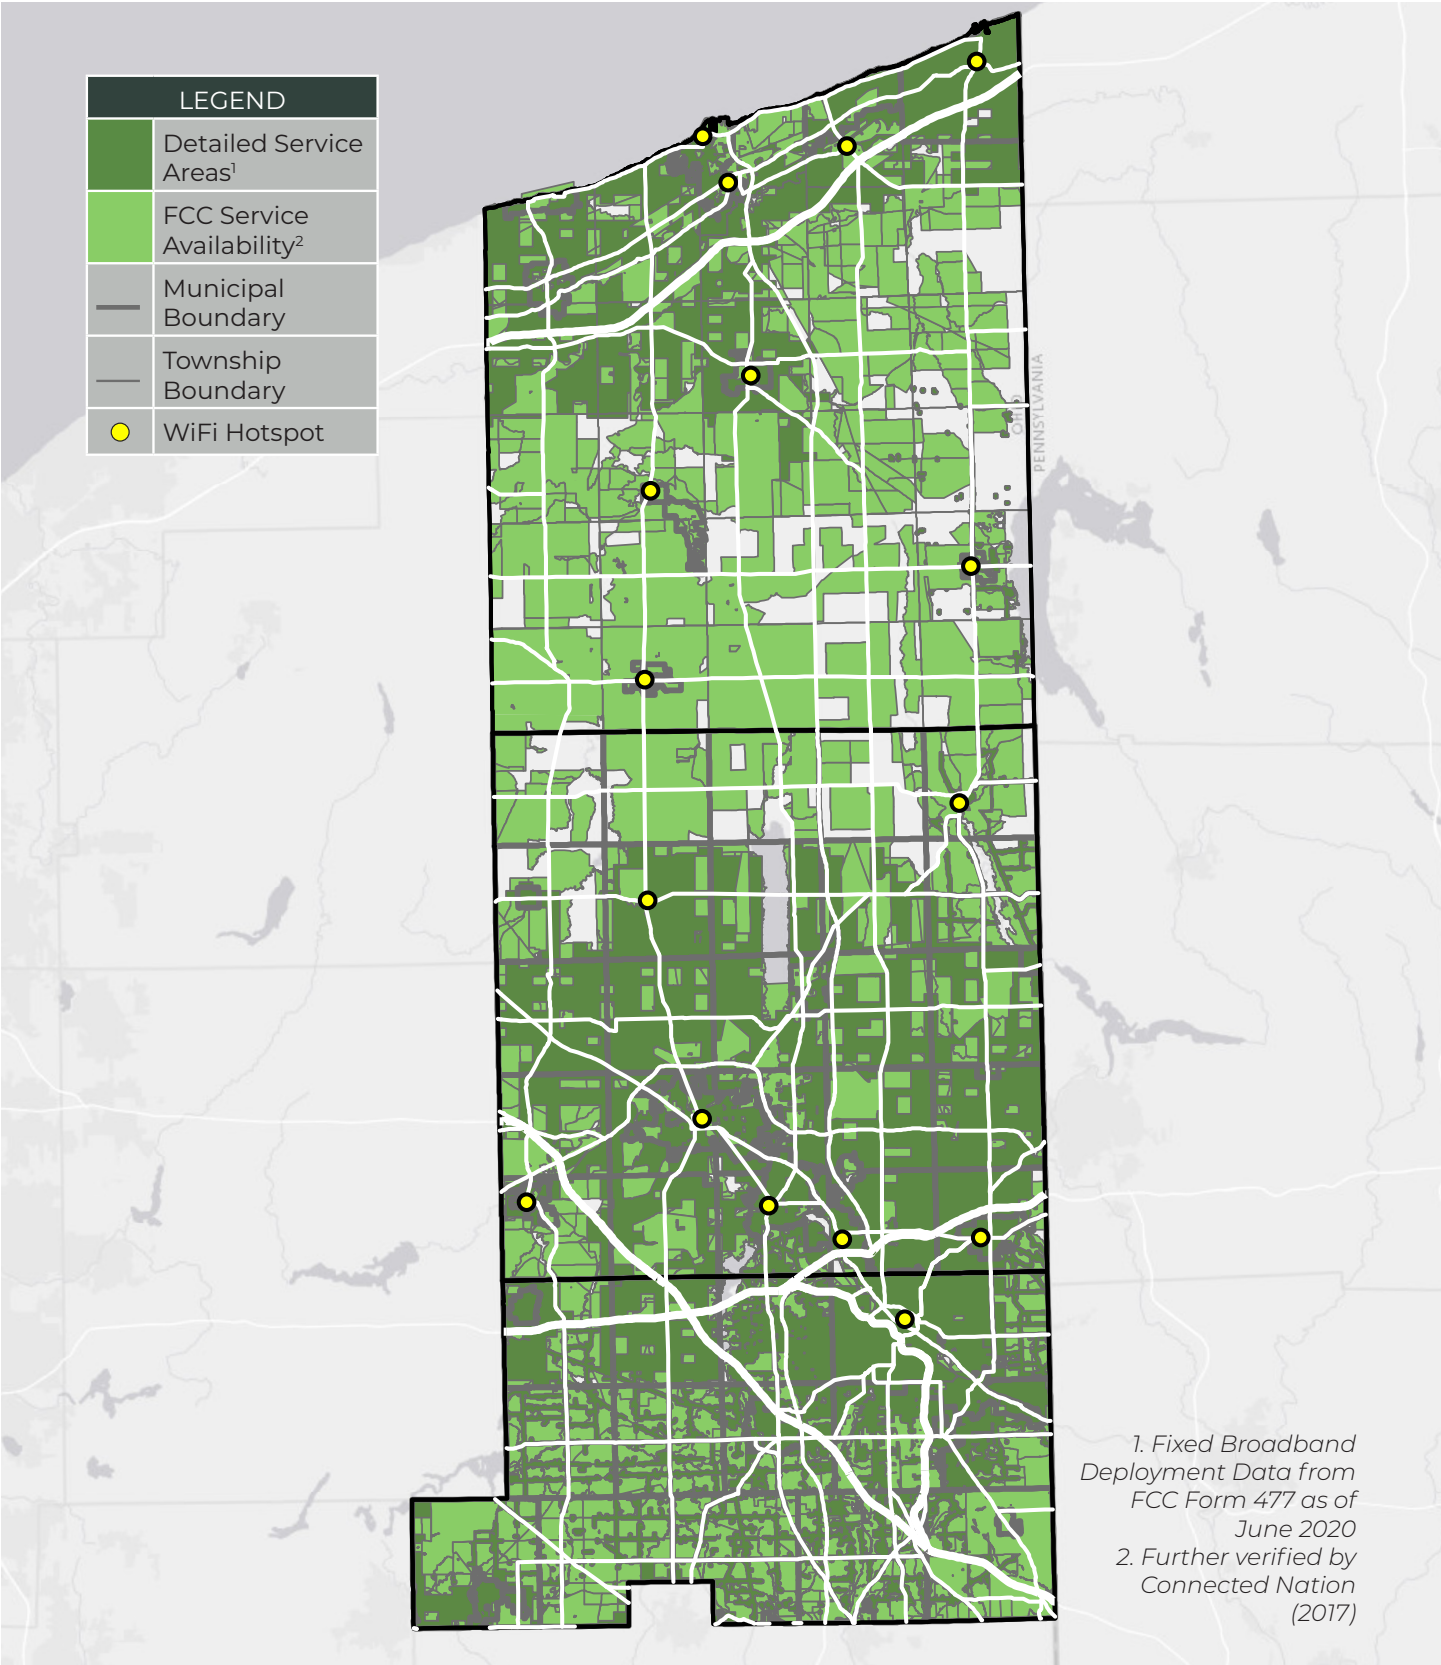 LEGEND
Detailed Service
Areas¹
FCC Service
Availability²
Municipal
Boundary
Township
Boundary
WiFi Hotspot
OHIO
PENNSYLVANIA
1. Fixed Broadband
Deployment Data from
FCC Form 477 as of
June 2020
2. Further verified by
Connected Nation
(2017)